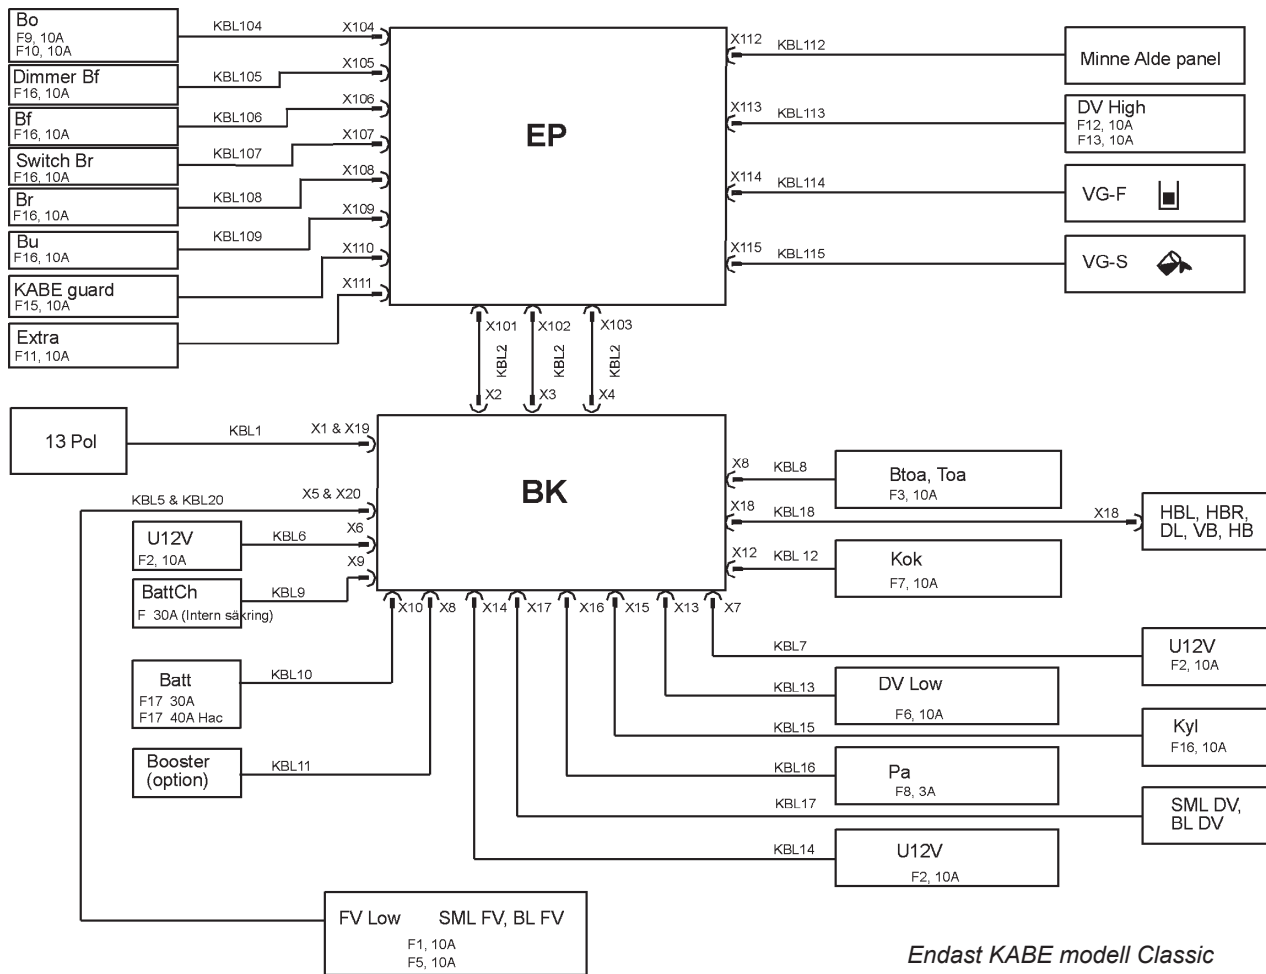 Bo
F9, 10A
F10, 10A
KBL104
X104
Dimmer Bf
F16, 10A
KBL105
X105
Bf
F16, 10A
KBL106
X106
Switch Br
F16, 10A
KBL107
X107
Br
F16, 10A
KBL108
X108
Bu
F16, 10A
KBL109
X109
KABE guard
F15, 10A
X110
Extra
F11, 10A
X111
EP
X112
KBL112
Minne Alde panel
X113
KBL113
DV High
F12, 10A
F13, 10A
X114
KBL114
VG-F
X115
KBL115
VG-S
X101
X102
X103
KBL2
KBL2
KBL2
X2
X3
X4
13 Pol
KBL1
X1 & X19
KBL5 & KBL20
X5 & X20
U12V
F2, 10A
KBL6
X6
BattCh
F 30A (Intern säkring)
KBL9
X9
BK
X8
KBL8
Btoa, Toa
F3, 10A
X18
KBL18
X18
HBL, HBR,
DL, VB, HB
X12
KBL 12
Kok
F7, 10A
X10
X8
X14
X17
X16
X15
X13
X7
Batt
F17 30A
F17 40A Hac
KBL10
Booster
(option)
KBL11
KBL7
U12V
F2, 10A
KBL13
DV Low
F6, 10A
KBL15
Kyl
F16, 10A
KBL16
Pa
F8, 3A
KBL17
SML DV,
BL DV
KBL14
U12V
F2, 10A
FV Low SML FV, BL FV
F1, 10A
F5, 10A
Endast KABE modell Classic